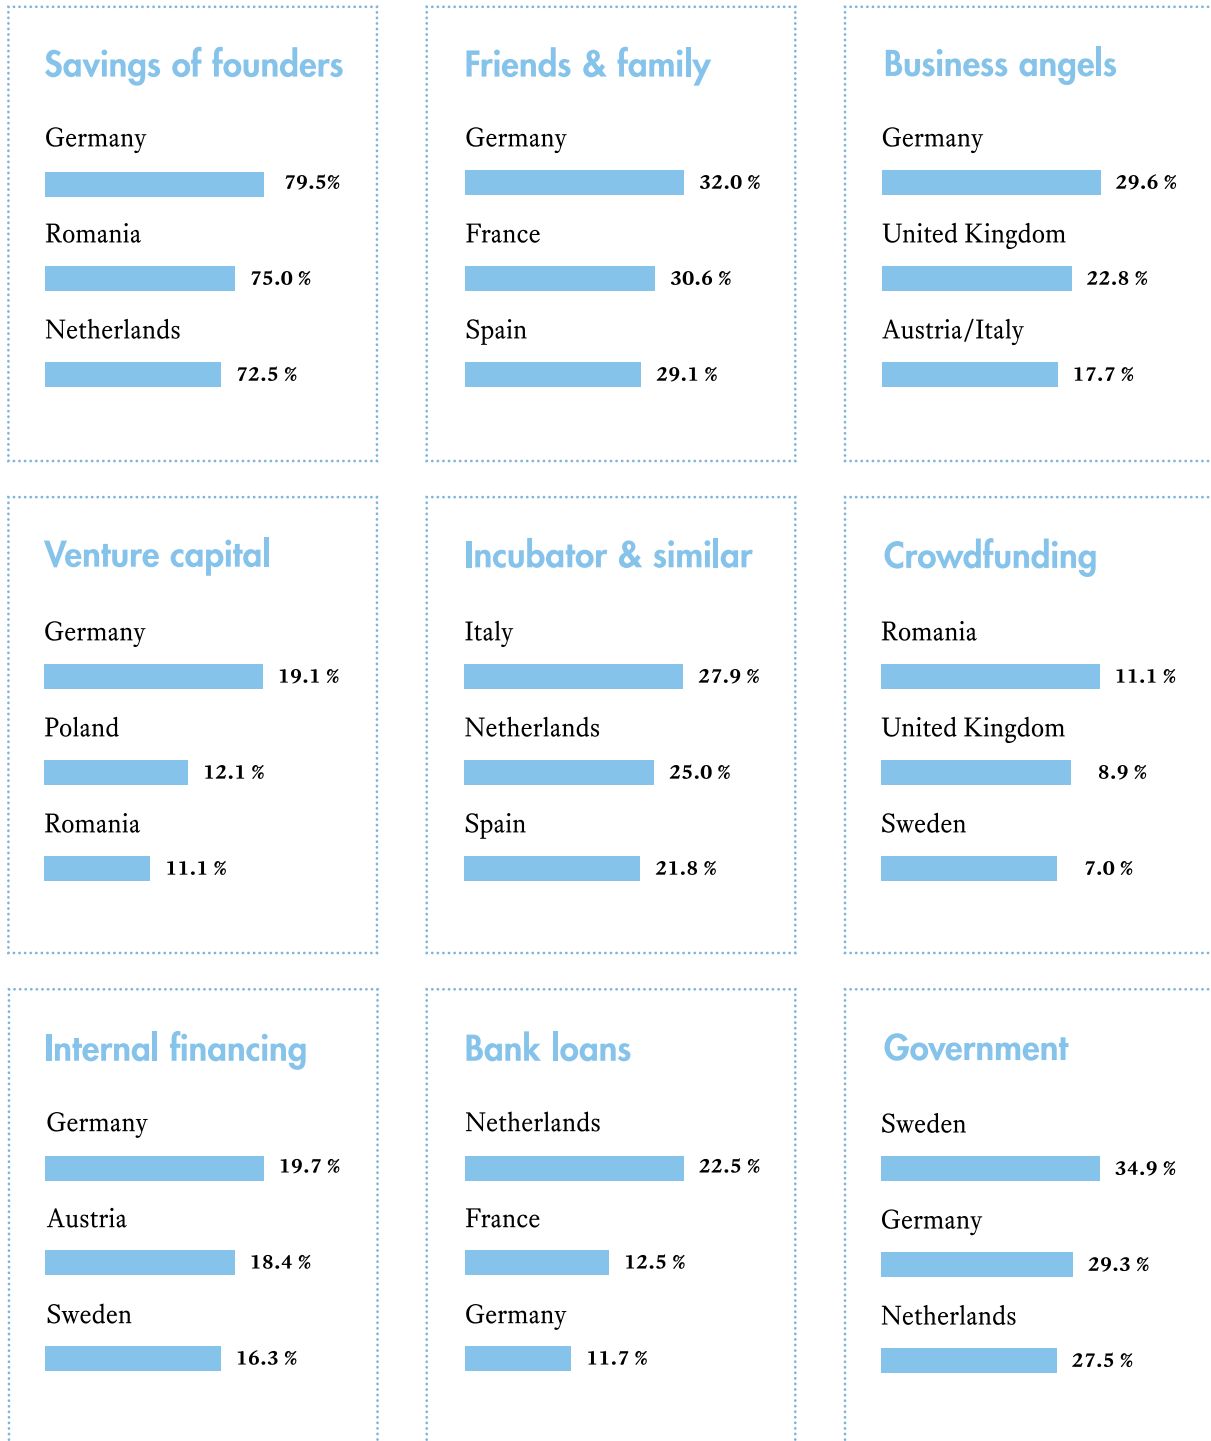 Savings of founders
Germany
79.5%
Romania
75.0 %
Netherlands
72.5 %
Friends & family
Germany
32.0 %
France
30.6 %
Spain
29.1 %
Business angels
Germany
29.6 %
United Kingdom
22.8 %
Austria/Italy
17.7 %
Venture capital
Germany
19.1 %
Poland
12.1 %
Romania
11.1 %
Incubator & similar
Italy
27.9 %
Netherlands
25.0 %
Spain
21.8 %
Crowdfunding
Romania
11.1 %
United Kingdom
8.9 %
Sweden
7.0 %
Internal financing
Germany
19.7 %
Austria
18.4 %
Sweden
16.3 %
Bank loans
Netherlands
22.5 %
France
12.5 %
Germany
11.7 %
Government
Sweden
34.9 %
Germany
29.3 %
Netherlands
27.5 %